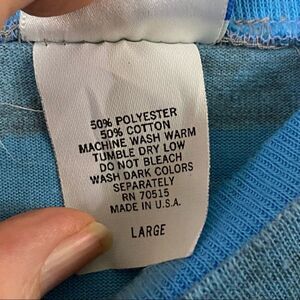 50% POLYESTER
50% COTTON
MACHINE WASH WARM
TUMBLE DRY LOW
DO NOT BLEACH
WASH DARK COLORS
SEPARATELY
RN 70515
MADE IN U.S.A.
LARGE